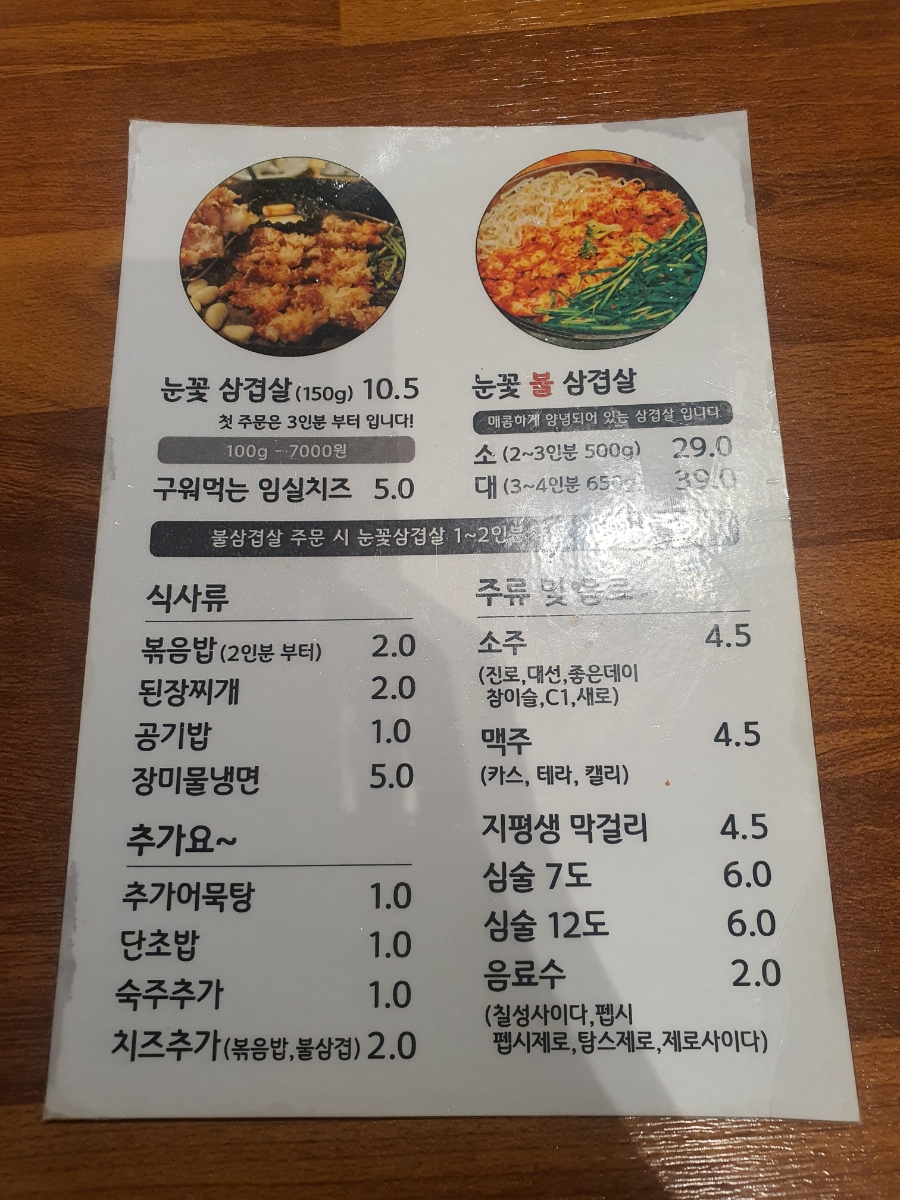 눈꽃 삼겹살 (150g) 10.5
첫 주문은 3인분 부터 입니다!
100g - 7000원
구워먹는 임실치즈 5.0
눈꽃 불 삼겹살
매콤하게 양념되어 있는 삼겹살 입니다
소 (2~3인분 500g) 29.0
대 (3~4인분 650g) 39.0
불삼겹살 주문 시 눈꽃삼겹살 1~2인분
식사류
볶음밥 (2인분 부터) 2.0
된장찌개 2.0
공기밥 1.0
장미물냉면 5.0
추가요~
추가어묵탕 1.0
단초밥 1.0
숙주추가 1.0
치즈추가 (볶음밥,불삼겹) 2.0
주류 및 음료
소주 4.5
(진로,대선,좋은데이
참이슬,C1,새로)
맥주 4.5
(카스, 테라, 캘리)
지평생 막걸리 4.5
심술 7도 6.0
심술 12도 6.0
음료수 2.0
(칠성사이다,펩시
펩시제로,탐스제로,제로사이다)